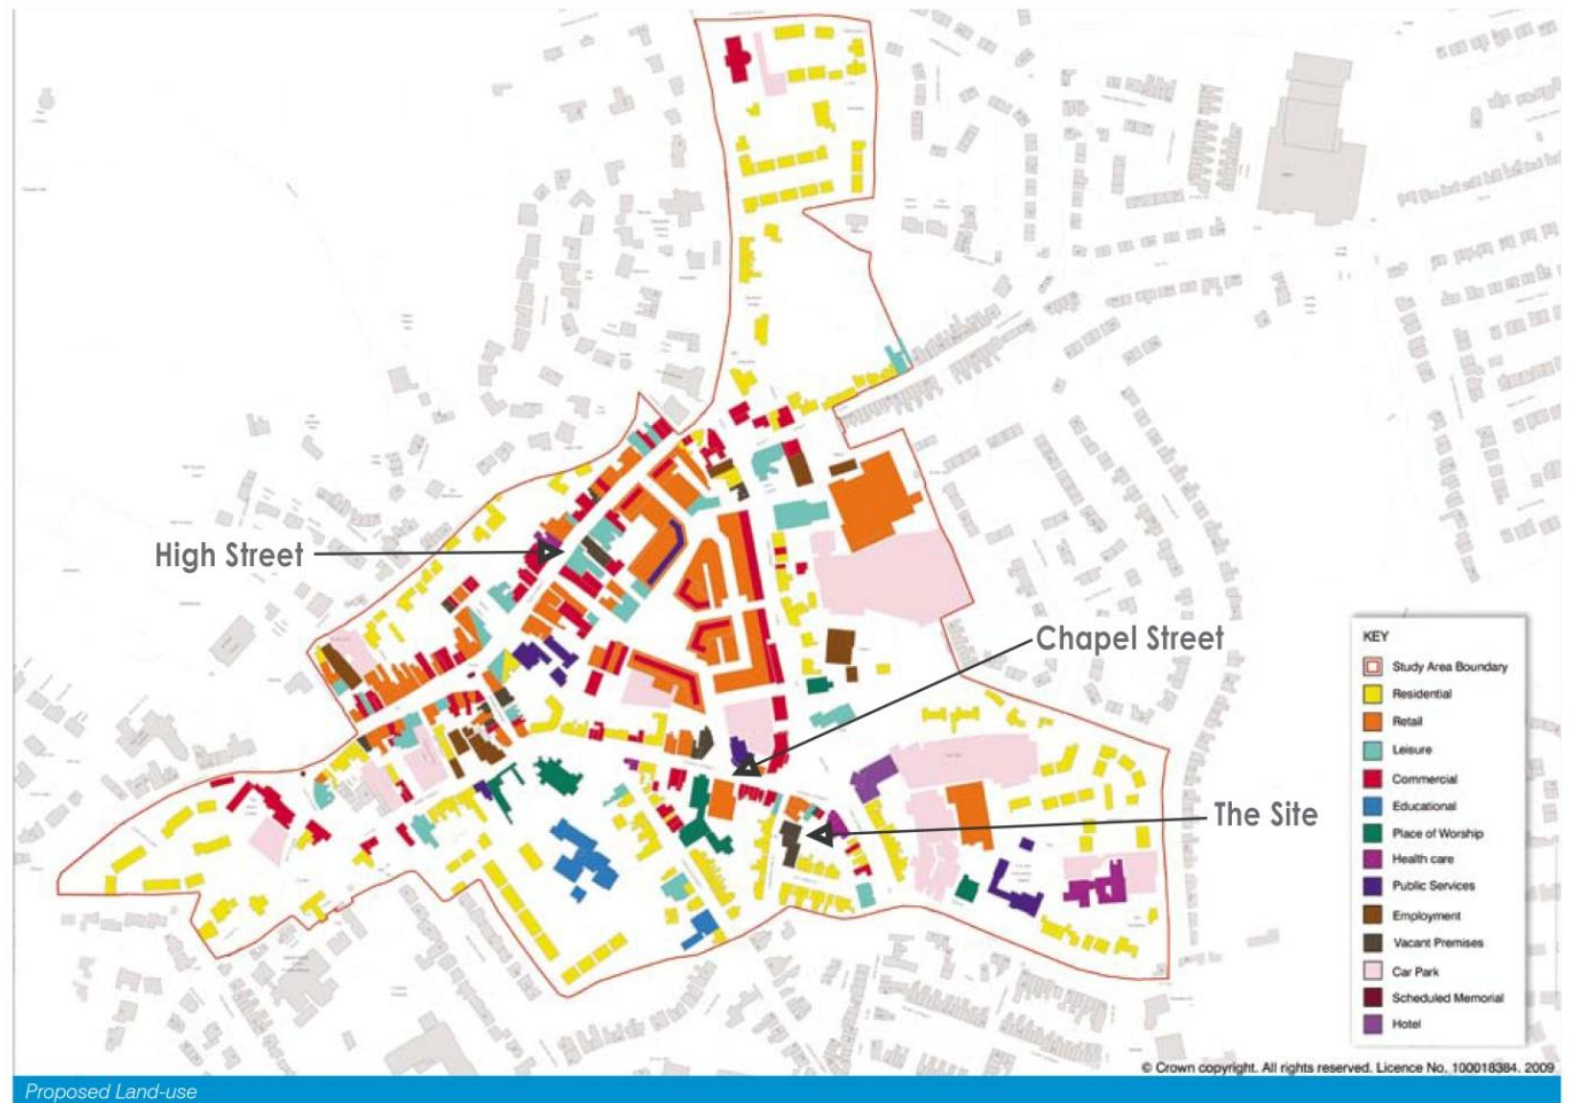 High Street
Chapel Street
The Site
KEY
Study Area Boundary
Residential
Retail
Leisure
Commercial
Educational
Place of Worship
Health care
Public Services
Employment
Vacant Premises
Car Park
Scheduled Memorial
Hotel
© Crown copyright. All rights reserved. Licence No. 100018384. 2009
Proposed Land-use